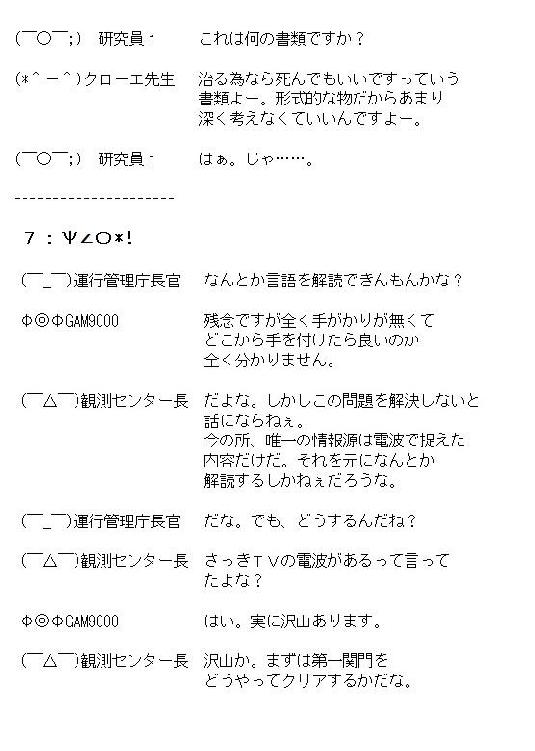 (￣○￣;)　研究員‐　これは何の書類ですか？
(*＾－＾)クローエ先生　治る為なら死んでもいいですっていう
書類よー。形式的な物だからあまり
深く考えなくていいんですよー。
(￣○￣;)　研究員‐　はぁ。じゃ……。
---------------------
７：Ψ∠○*!
(￣_￣)運行管理庁長官　なんとか言語を解読できんもんかな？
Φ◎ΦGAM9000　残念ですが全く手がかりが無くて
どこから手を付けたら良いのか
全く分かりません。
(￣△￣)観測センター長　だよな。しかしこの問題を解決しないと
話にならねぇ。
今の所、唯一の情報源は電波で捉えた
内容だけだ。それを元になんとか
解読するしかねぇだろうな。
(￣_￣)運行管理庁長官　だな。でも、どうするんだね？
(￣△￣)観測センター長　さっきＴＶの電波があるって言って
たよな？
Φ◎ΦGAM9000　はい。実に沢山あります。
(￣△￣)観測センター長　沢山か。まずは第一関門を
どうやってクリアするかだな。